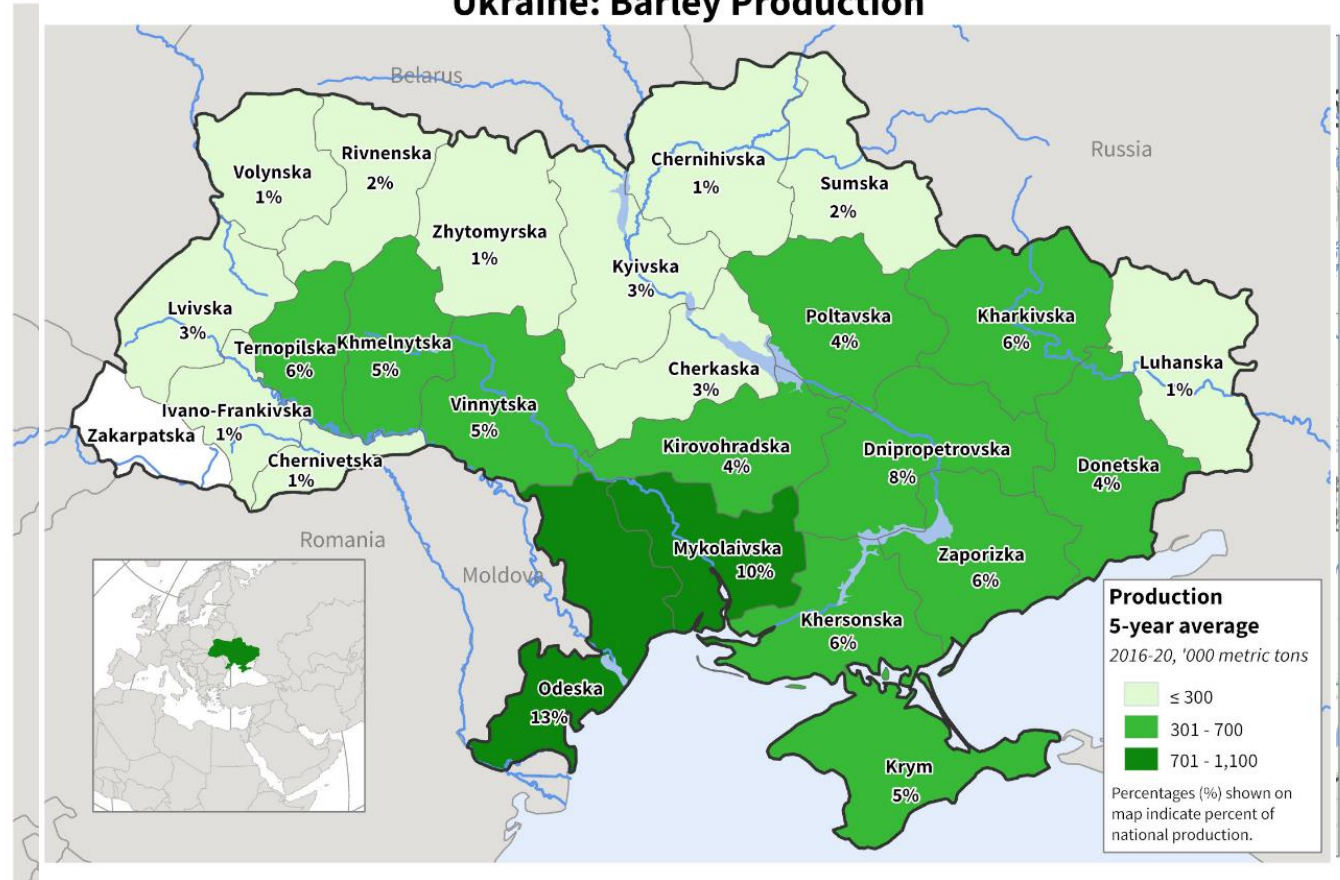 Ukraine: Barley Production
Belarus
Russia
Volynska
1%
Rivnenska
2%
Zhytomyrska
1%
Chernihivska
1%
Sumska
2%
Kyivska
3%
Lvivska
3%
Ternopilska
6%
Khmelnytska
5%
Vinnytska
5%
Cherkaska
3%
Poltavska
4%
Kharkivska
6%
Luhanska
1%
Zakarpatska
Ivano-Frankivska
1%
Chernivetska
1%
Kirovohradska
4%
Dnipropetrovska
8%
Donetska
4%
Romania
Moldova
Mykolaivska
10%
Zaporizka
6%
Khersonska
6%
Odeska
13%
Krym
5%
Production
5-year average
2016-20, '000 metric tons
≤ 300
301 - 700
701 - 1,100
Percentages (%) shown on
map indicate percent of
national production.